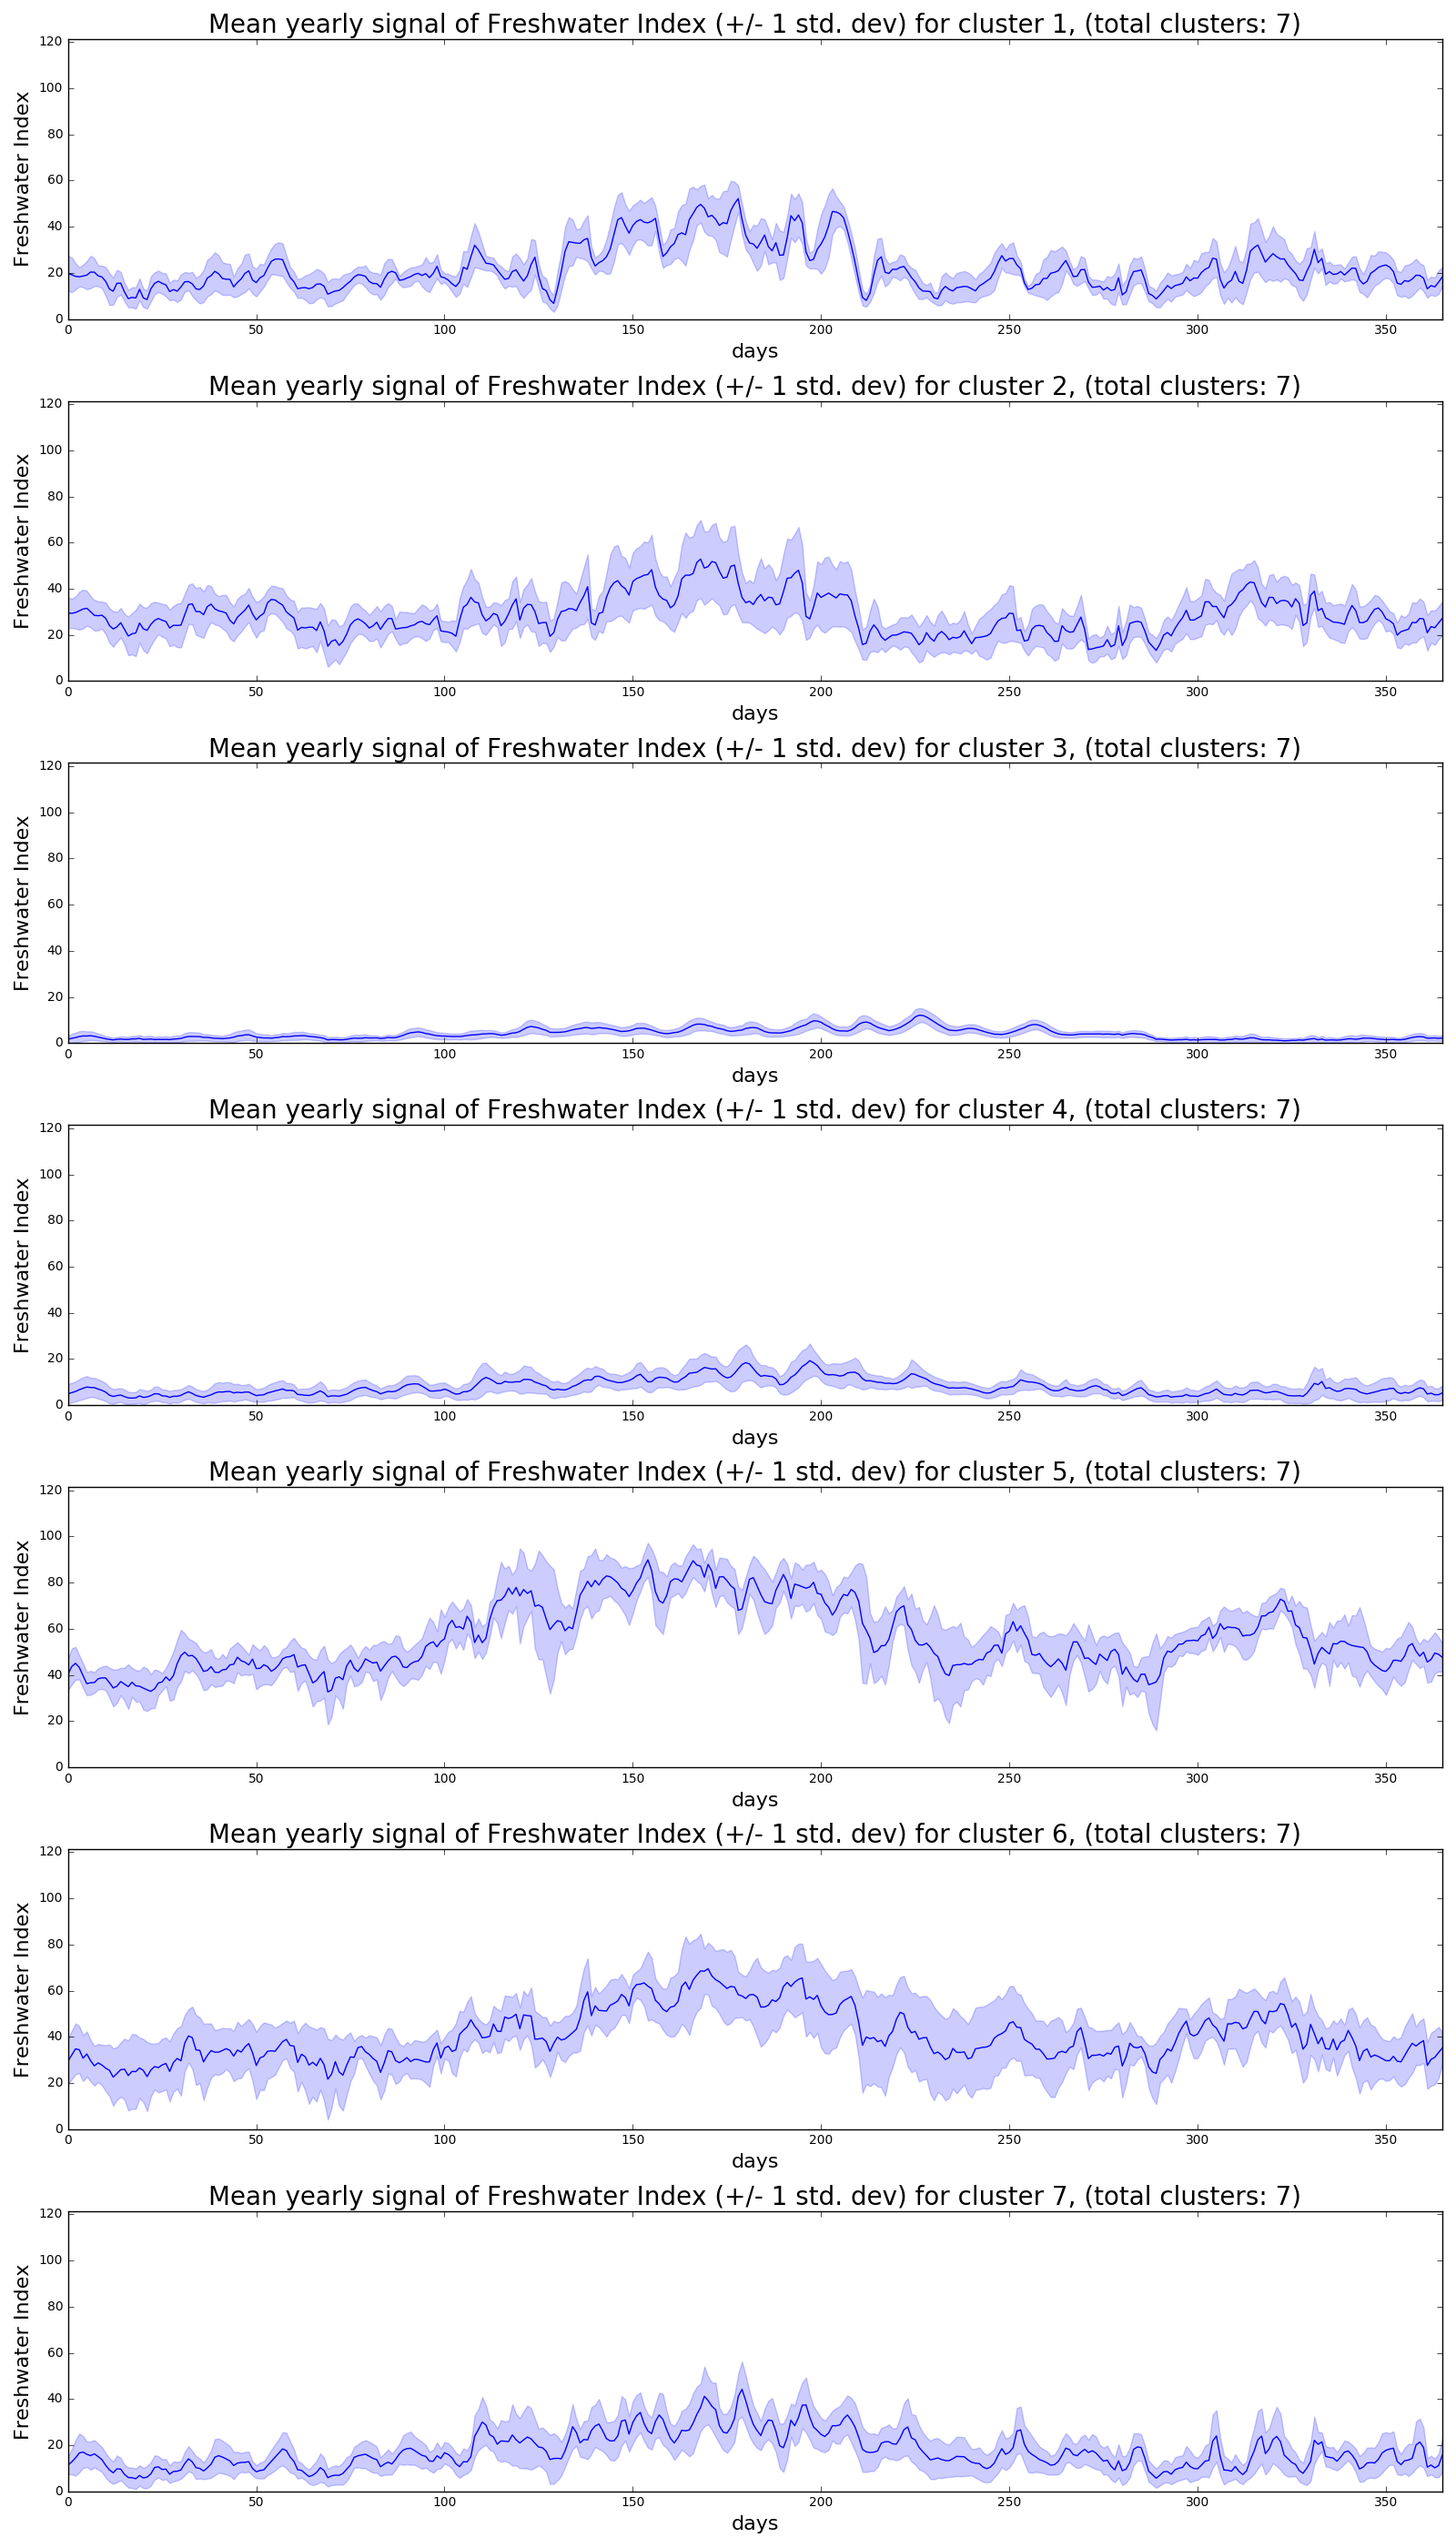 Mean yearly signal of Freshwater Index (+/- 1 std. dev) for cluster 1, (total clusters: 7)
120
100
80
60
40
20
0
Freshwater Index
0 50 100 150 200 250 300 350
days
Mean yearly signal of Freshwater Index (+/- 1 std. dev) for cluster 2, (total clusters: 7)
120
100
80
60
40
20
0
Freshwater Index
0 50 100 150 200 250 300 350
days
Mean yearly signal of Freshwater Index (+/- 1 std. dev) for cluster 3, (total clusters: 7)
120
100
80
60
40
20
0
Freshwater Index
0 50 100 150 200 250 300 350
days
Mean yearly signal of Freshwater Index (+/- 1 std. dev) for cluster 4, (total clusters: 7)
120
100
80
60
40
20
0
Freshwater Index
0 50 100 150 200 250 300 350
days
Mean yearly signal of Freshwater Index (+/- 1 std. dev) for cluster 5, (total clusters: 7)
120
100
80
60
40
20
0
Freshwater Index
0 50 100 150 200 250 300 350
days
Mean yearly signal of Freshwater Index (+/- 1 std. dev) for cluster 6, (total clusters: 7)
120
100
80
60
40
20
0
Freshwater Index
0 50 100 150 200 250 300 350
days
Mean yearly signal of Freshwater Index (+/- 1 std. dev) for cluster 7, (total clusters: 7)
120
100
80
60
40
20
0
Freshwater Index
0 50 100 150 200 250 300 350
days